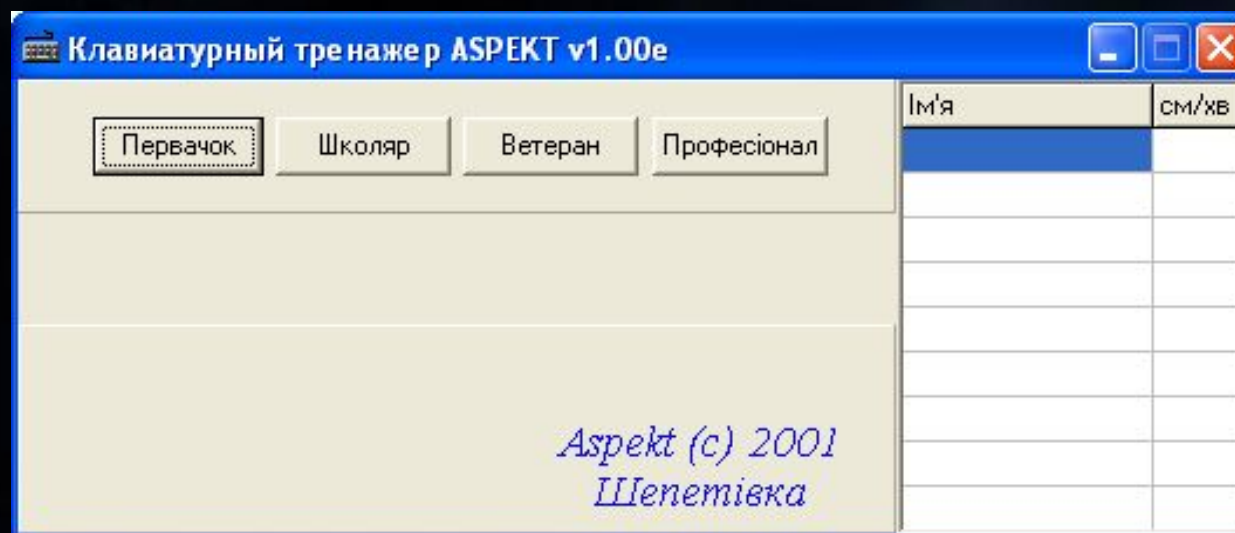 Клавиатурный тренажер ASPEKT v1.00e
Первачок Школяр Ветеран Професіонал
Ім'я см/хв
Aspekt (c) 2001
Шепетівка